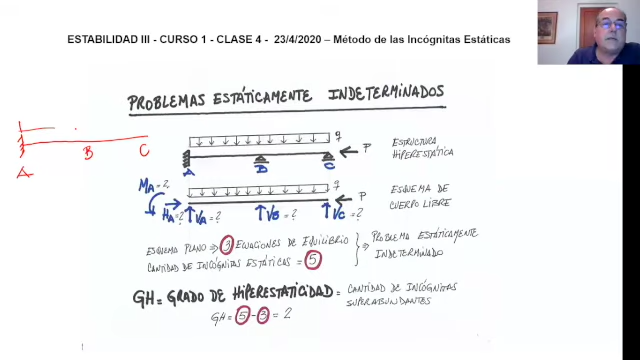 ESTABILIDAD III - CURSO 1 - CLASE 4 - 23/4/2020 – Método de las Incógnitas Estáticas
PROBLEMAS ESTÁTICAMENTE INDETERMINADOS
q
P
A B C
ESTRUCTURA
HIPERESTÁTICA
A B C
MA=?
q
P
HA=? VA=? VB=? VC=?
ESQUEMA DE
CUERPO LIBRE
ESQUEMA PLANO ⇒ 3 ECUACIONES DE EQUILIBRIO
CANTIDAD DE INCÓGNITAS ESTÁTICAS = 5
⇒ PROBLEMA ESTÁTICAMENTE
INDETERMINADO
GH = GRADO DE HIPERESTATICIDAD = CANTIDAD DE INCÓGNITAS
SUPERABUNDANTES
GH = 5 - 3 = 2